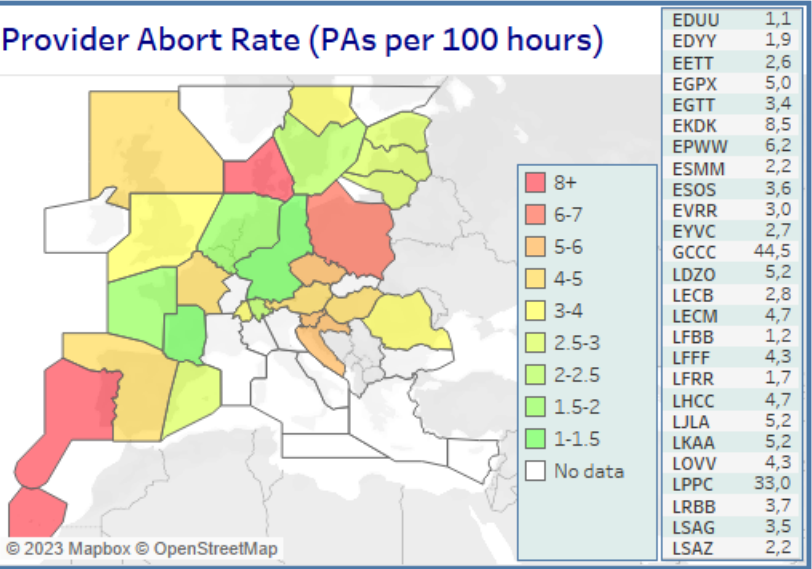 Provider Abort Rate (PAs per 100 hours)
8+
6-7
5-6
4-5
3-4
2.5-3
2-2.5
1.5-2
1-1.5
No data
EDUU 1,1
EDYY 1,9
EETT 2,6
EGPX 5,0
EGTT 3,4
EKDK 8,5
EPWW 6,2
ESMM 2,2
ESOS 3,6
EVRR 3,0
EYVC 2,7
GCCC 44,5
LDZO 5,2
LECB 2,8
LECM 4,7
LFBB 1,2
LFFF 4,3
LFRR 1,7
LHCC 4,7
LJLA 5,2
LKAA 5,2
LOVV 4,3
LPPC 33,0
LRBB 3,7
LSAG 3,5
LSAZ 2,2
© 2023 Mapbox © OpenStreetMap